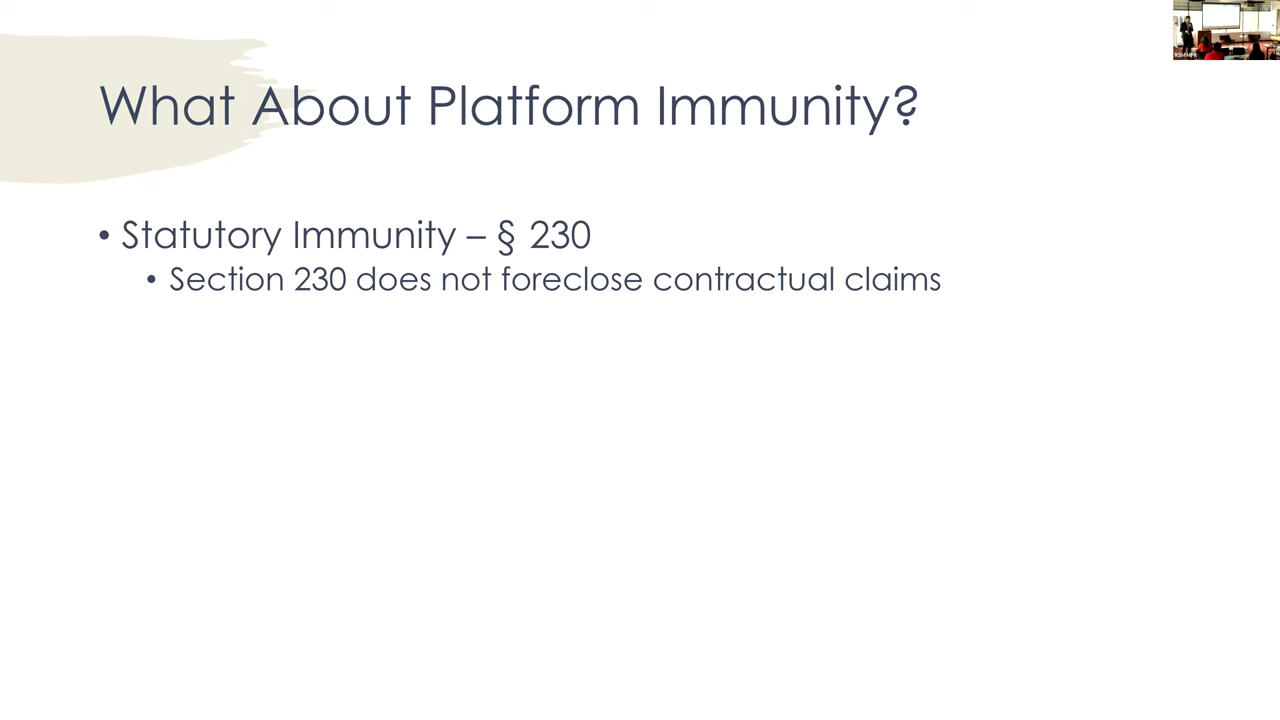 What About Platform Immunity?
• Statutory Immunity – § 230
• Section 230 does not foreclose contractual claims